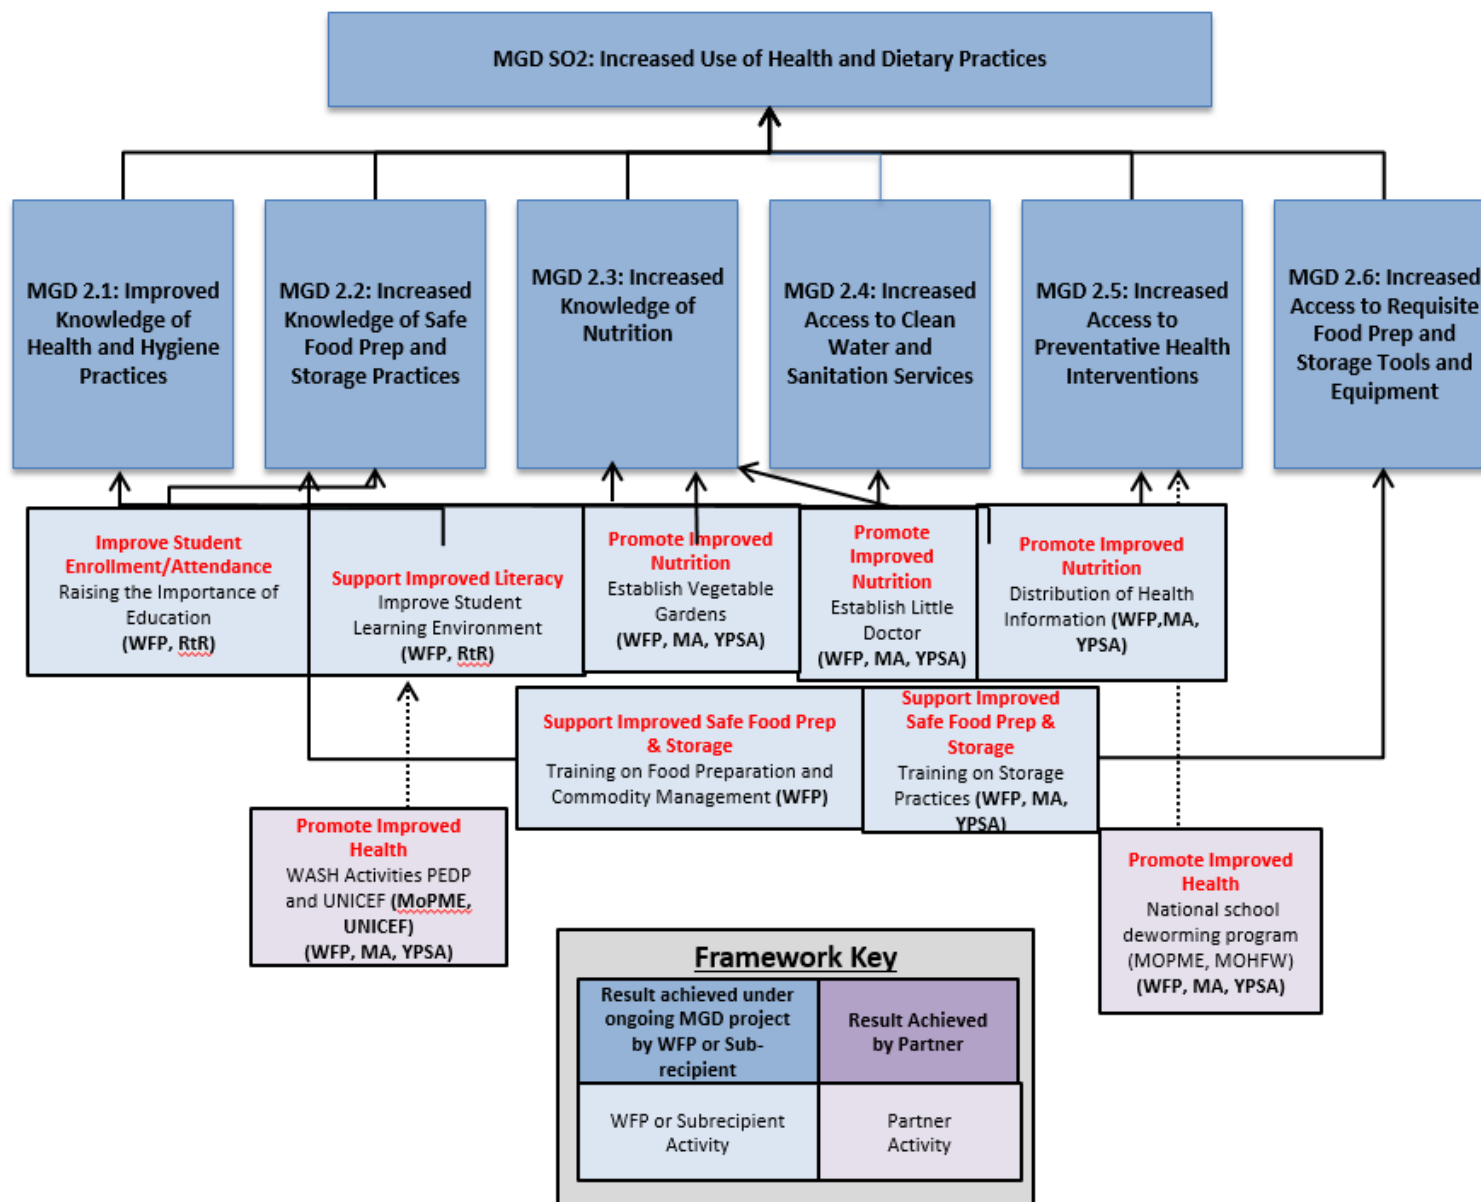 MGD SO2: Increased Use of Health and Dietary Practices
MGD 2.1: Improved
Knowledge of
Health and Hygiene
Practices
MGD 2.2: Increased
Knowledge of Safe
Food Prep and
Storage Practices
MGD 2.3: Increased
Knowledge of
Nutrition
MGD 2.4: Increased
Access to Clean
Water and
Sanitation Services
MGD 2.5: Increased
Access to
Preventative Health
Interventions
MGD 2.6: Increased
Access to Requisite
Food Prep and
Storage Tools and
Equipment
Improve Student
Enrollment/Attendance
Raising the Importance of
Education
(WFP, RtR)
Support Improved Literacy
Improve Student
Learning Environment
(WFP, RtR)
Promote Improved
Nutrition
Establish Vegetable
Gardens
(WFP, MA, YPSA)
Promote
Improved
Nutrition
Establish Little
Doctor
(WFP, MA, YPSA)
Promote Improved
Nutrition
Distribution of Health
Information (WFP,MA,
YPSA)
Support Improved Safe Food Prep
& Storage
Training on Food Preparation and
Commodity Management (WFP)
Support Improved
Safe Food Prep &
Storage
Training on Storage
Practices (WFP, MA,
YPSA)
Promote Improved
Health
WASH Activities PEDP
and UNICEF (MoPME,
UNICEF)
(WFP, MA, YPSA)
Promote Improved
Health
National school
deworming program
(MOPME, MOHFW)
(WFP, MA, YPSA)
Framework Key
Result achieved under
ongoing MGD project
by WFP or Sub-
recipient
Result Achieved
by Partner
WFP or Subrecipient
Activity
Partner
Activity